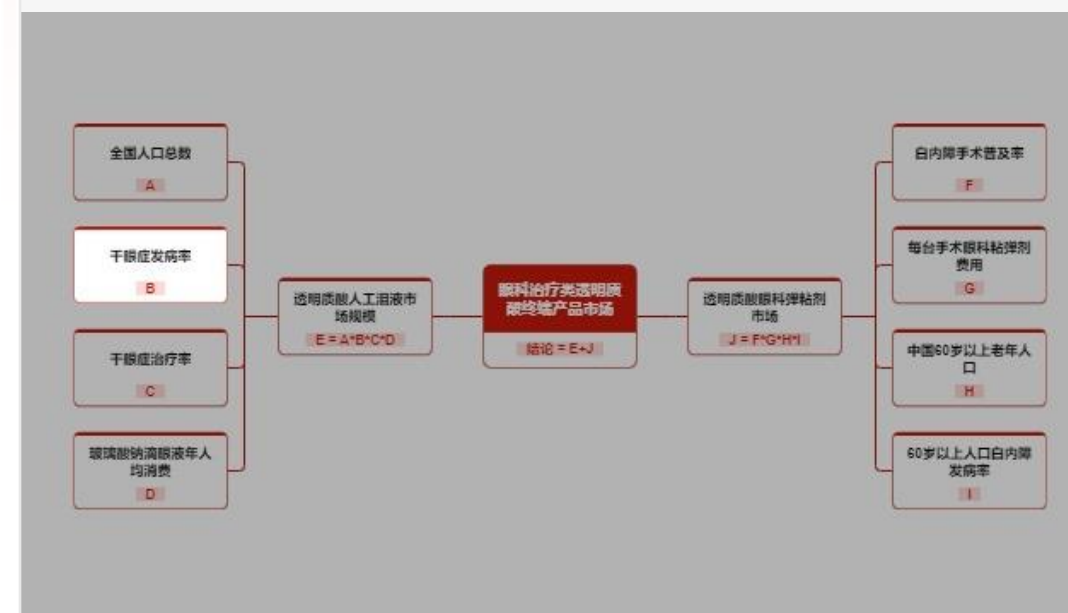 全国人口总数
A
干眼症发病率
B
干眼症治疗率
C
玻璃酸钠滴眼液年人
均消费
D
透明质酸人工泪液市
场规模
E = A*B*C*D
眼科治疗类透明质
酸终端产品市场
结论 = E+J
透明质酸眼科弹粘剂
市场
J = F*G*H*I
白内障手术普及率
F
每台手术眼科粘弹剂
费用
G
中国60岁以上老年人
口
H
60岁以上人口白内障
发病率
I